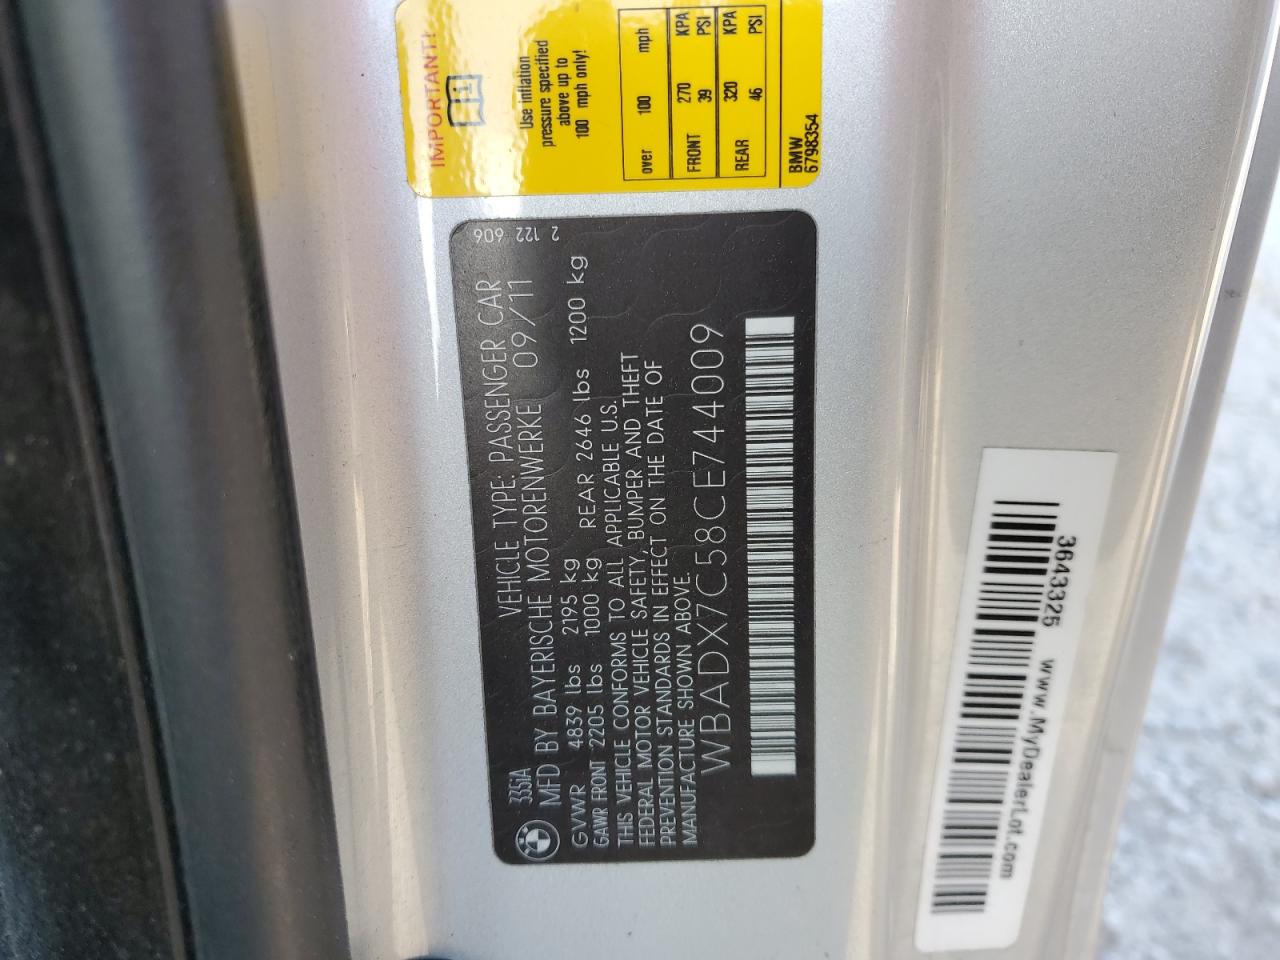 IMPORTANT!
i
Use inflation
pressure specified
above up to
100 mph only!
over 100 mph
FRONT 270 KPA
39 PSI
REAR 320 KPA
46 PSI
BMW
6798354
2 122 606
335iA VEHICLE TYPE: PASSENGER CAR
MFD BY BAYERISCHE MOTORENWERKE 09/11
GVWR 4839 lbs 2195 kg
GAWR FRONT 2205 lbs 1000 kg REAR 2646 lbs 1200 kg
THIS VEHICLE CONFORMS TO ALL APPLICABLE U.S.
FEDERAL MOTOR VEHICLE SAFETY, BUMPER AND THEFT
PREVENTION STANDARDS IN EFFECT ON THE DATE OF
MANUFACTURE SHOWN ABOVE.
WBADX7C58CE744009
3643325 www.MyDealerLot.com